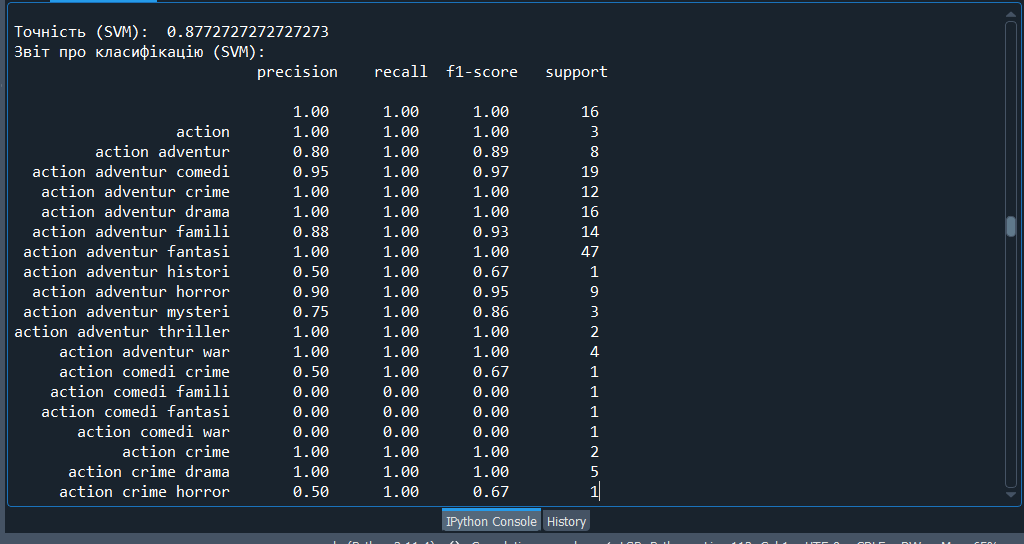 Точність (SVM):  0.8772727272727273
Звіт про класифікацію (SVM):
precision    recall  f1-score   support
1.00      1.00      1.00        16
action       1.00      1.00      1.00         3
action adventur       0.80      1.00      0.89         8
action adventur comedi       0.95      1.00      0.97        19
action adventur crime       1.00      1.00      1.00        12
action adventur drama       1.00      1.00      1.00        16
action adventur famili       0.88      1.00      0.93        14
action adventur fantasi       1.00      1.00      1.00        47
action adventur histori       0.50      1.00      0.67         1
action adventur horror       0.90      1.00      0.95         9
action adventur mysteri       0.75      1.00      0.86         3
action adventur thriller       1.00      1.00      1.00         2
action adventur war       1.00      1.00      1.00         4
action comedi crime       0.50      1.00      0.67         1
action comedi famili       0.00      0.00      0.00         1
action comedi fantasi       0.00      0.00      0.00         1
action comedi war       0.00      0.00      0.00         1
action crime       1.00      1.00      1.00         2
action crime drama       1.00      1.00      1.00         5
action crime horror       0.50      1.00      0.67         1
IPython Console History